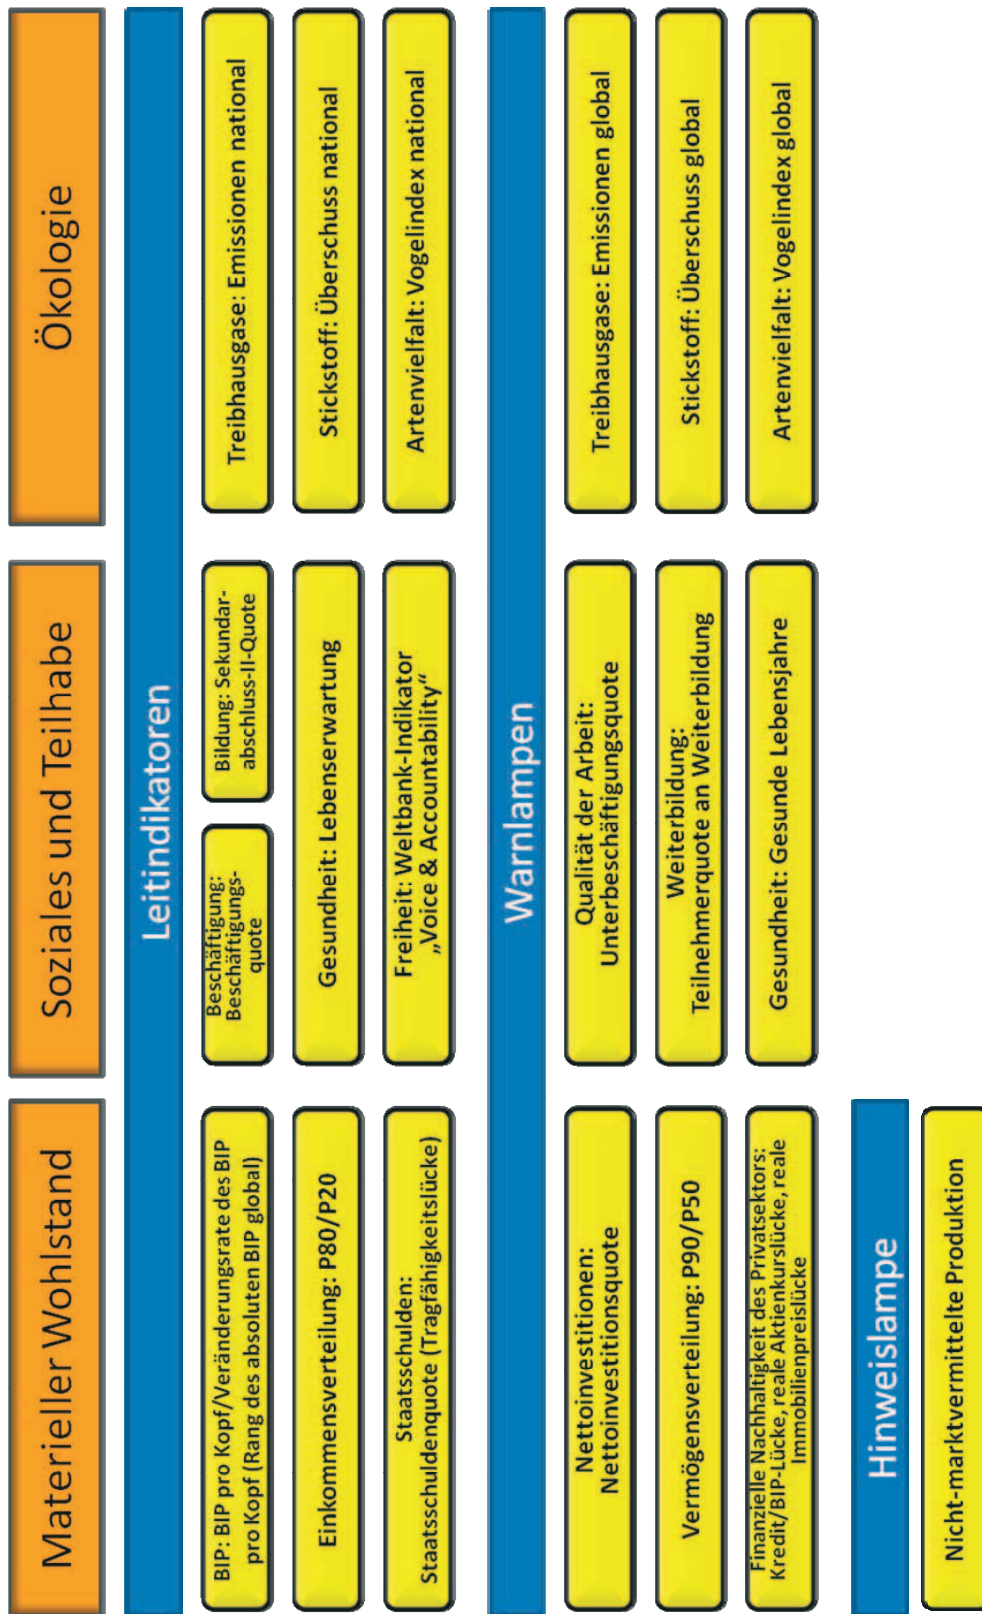 Materieller Wohlstand
Soziales und Teilhabe
Ökologie
Leitindikatoren
BIP: BIP pro Kopf/Veränderungsrate des BIP
pro Kopf (Rang des absoluten BIP global)
Beschäftigung:
Beschäftigungs-
quote
Bildung: Sekundar-
abschluss-II-Quote
Treibhausgase: Emissionen national
Einkommensverteilung: P80/P20
Gesundheit: Lebenserwartung
Stickstoff: Überschuss national
Staatsschulden:
Staatsschuldenquote (Tragfähigkeitslücke)
Freiheit: Weltbank-Indikator
„Voice & Accountability“
Artenvielfalt: Vogelindex national
Warnlampen
Nettoinvestitionen:
Nettoinvestitionsquote
Qualität der Arbeit:
Unterbeschäftigungsquote
Treibhausgase: Emissionen global
Vermögensverteilung: P90/P50
Weiterbildung:
Teilnehmerquote an Weiterbildung
Stickstoff: Überschuss global
Finanzielle Nachhaltigkeit des Privatsektors:
Kredit/BIP-Lücke, reale Aktienkurslücke, reale
Immobilienpreislücke
Gesundheit: Gesunde Lebensjahre
Artenvielfalt: Vogelindex global
Hinweislampe
Nicht-marktvermittelte Produktion